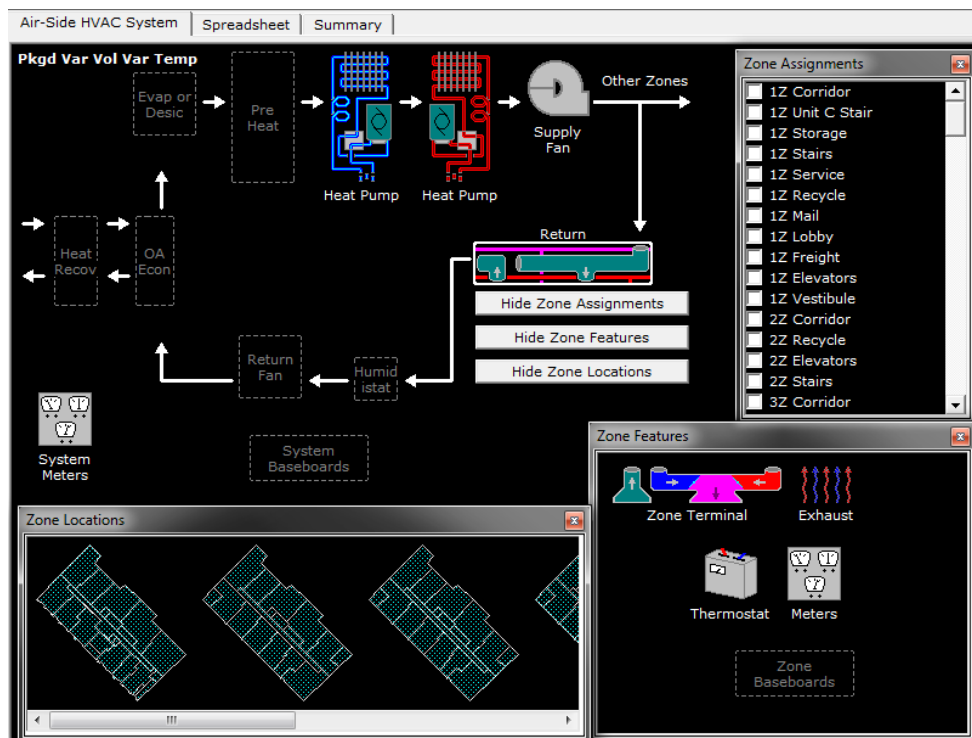 Air-Side HVAC System
Spreadsheet
Summary
Pkgd Var Vol Var Temp
Evap or
Desic
Pre
Heat
Heat Pump
Heat Pump
Supply
Fan
Other Zones
Heat
Recov
OA
Econ
Return
Hide Zone Assignments
Hide Zone Features
Hide Zone Locations
Return
Fan
Humid
istat
System
Meters
System
Baseboards
Zone Assignments
1Z Corridor
1Z Unit C Stair
1Z Storage
1Z Stairs
1Z Service
1Z Recycle
1Z Mail
1Z Lobby
1Z Freight
1Z Elevators
1Z Vestibule
2Z Corridor
2Z Recycle
2Z Elevators
2Z Stairs
3Z Corridor
Zone Features
Zone Terminal
Exhaust
Thermostat
Meters
Zone
Baseboards
Zone Locations